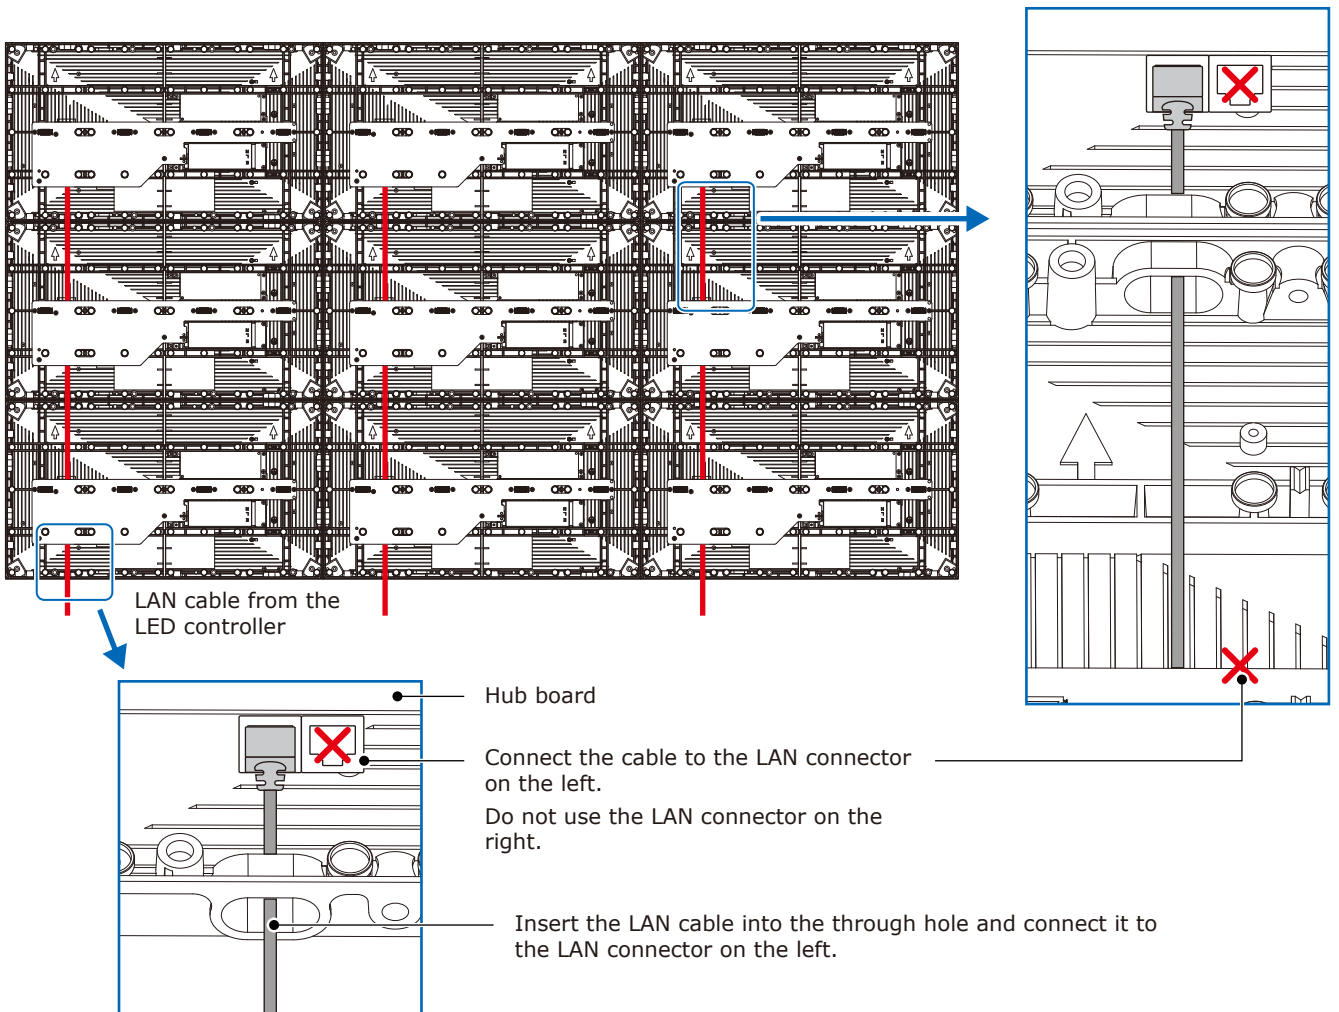 LAN cable from the
LED controller
Hub board
Connect the cable to the LAN connector
on the left.
Do not use the LAN connector on the
right.
Insert the LAN cable into the through hole and connect it to
the LAN connector on the left.